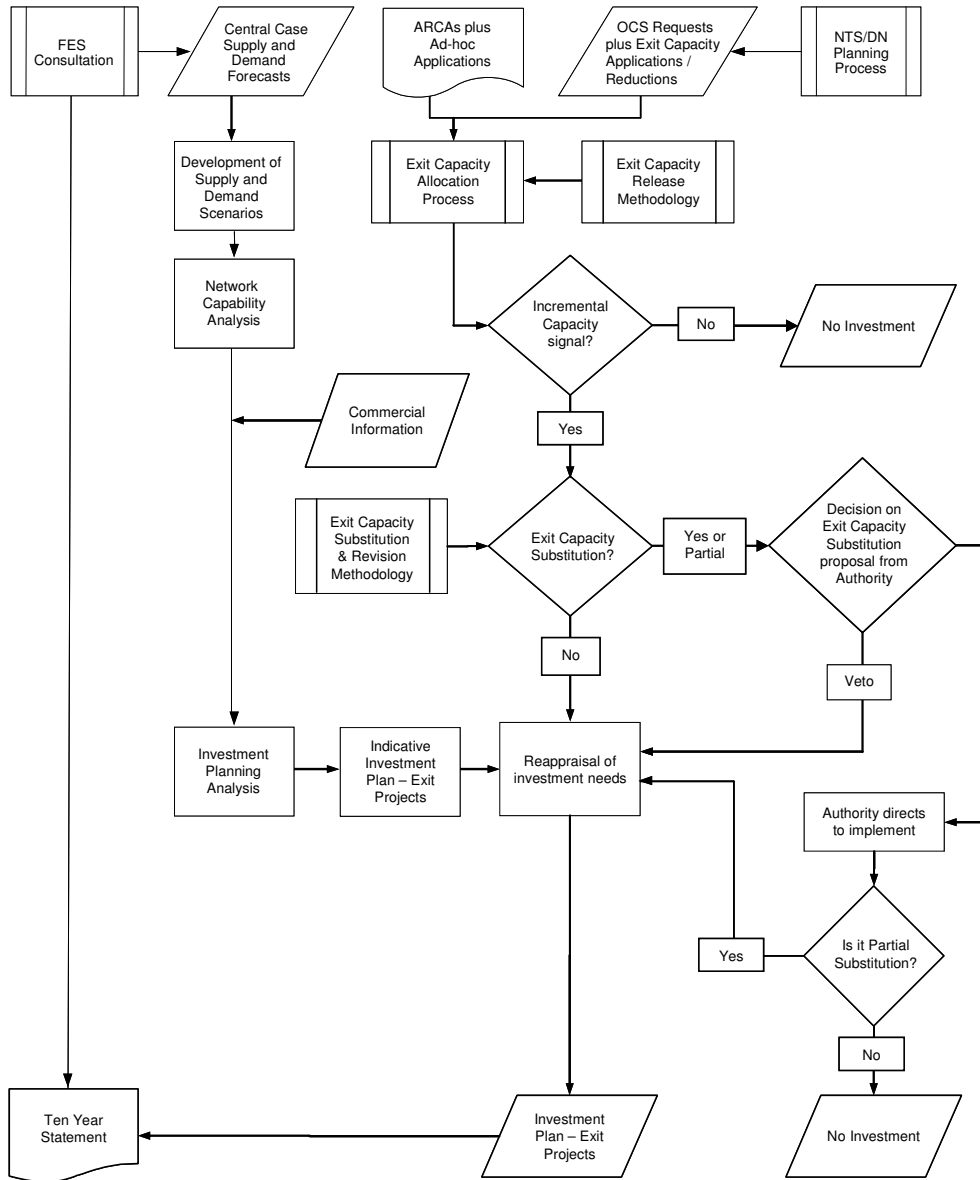 FES
Consultation
Central Case
Supply and
Demand
Forecasts
ARCAs plus
Ad-hoc
Applications
OCS Requests
plus Exit Capacity
Applications /
Reductions
NTS/DN
Planning
Process
Development of
Supply and
Demand
Scenarios
Exit Capacity
Allocation
Process
Exit Capacity
Release
Methodology
Network
Capability
Analysis
Incremental
Capacity
signal?
No
No Investment
Commercial
Information
Yes
Exit Capacity
Substitution
& Revision
Methodology
Exit Capacity
Substitution?
Yes or
Partial
Decision on
Exit Capacity
Substitution
proposal from
Authority
No
Veto
Investment
Planning
Analysis
Indicative
Investment
Plan – Exit
Projects
Reappraisal of
investment needs
Authority directs
to implement
Is it Partial
Substitution?
Yes
No
Ten Year
Statement
Investment
Plan – Exit
Projects
No Investment